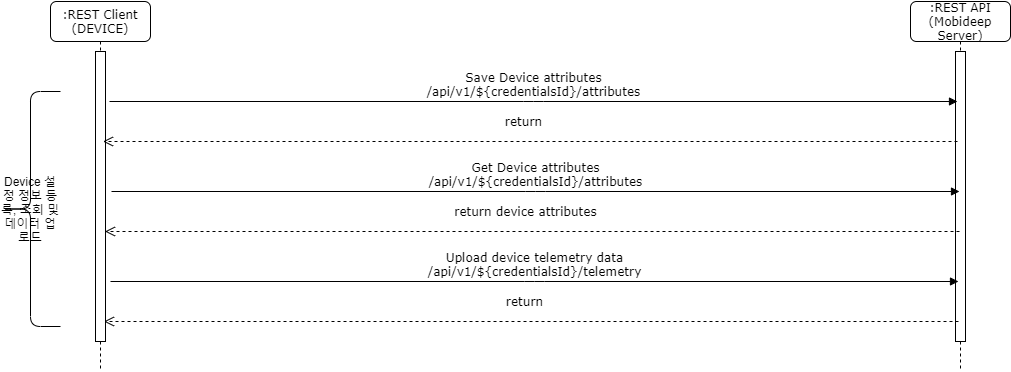 :REST Client
(DEVICE)
:REST API
(Mobideep
Server)
Save Device attributes
/api/v1/${credentialsId}/attributes
return
Get Device attributes
/api/v1/${credentialsId}/attributes
return device attributes
Upload device telemetry data
/api/v1/${credentialsId}/telemetry
return
Device 설
정 정보 등
록, 조회 및
데이터 업
로드